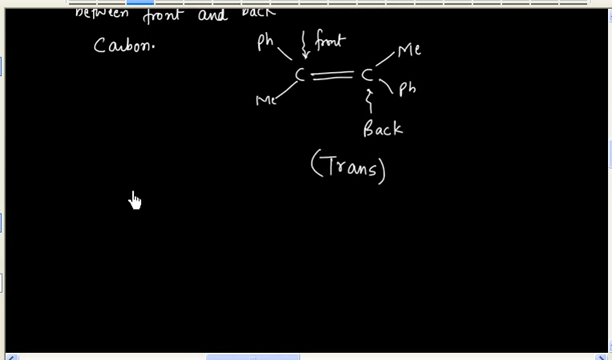 between front and back
Carbon.
Ph front Me
C C
Me Ph
Back
(Trans)